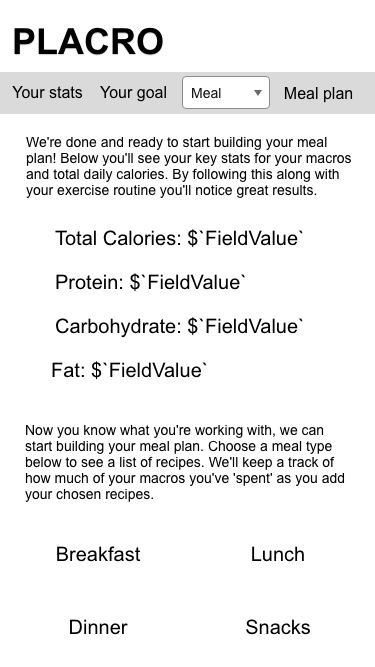 PLACRO
Your stats Your goal Meal Meal plan
We're done and ready to start building your meal
plan! Below you'll see your key stats for your macros
and total daily calories. By following this along with
your exercise routine you'll notice great results.
Total Calories: $`FieldValue`
Protein: $`FieldValue`
Carbohydrate: $`FieldValue`
Fat: $`FieldValue`
Now you know what you're working with, we can
start building your meal plan. Choose a meal type
below to see a list of recipes. We'll keep a track of
how much of your macros you've 'spent' as you add
your chosen recipes.
Breakfast Lunch
Dinner Snacks